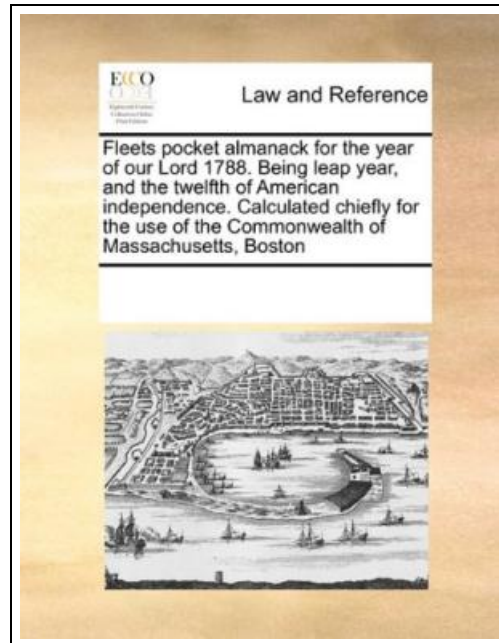 ECCO
Law and Reference
Fleets pocket almanack for the year
of our Lord 1788. Being leap year,
and the twelfth of American
independence. Calculated chiefly for
the use of the Commonwealth of
Massachusetts, Boston